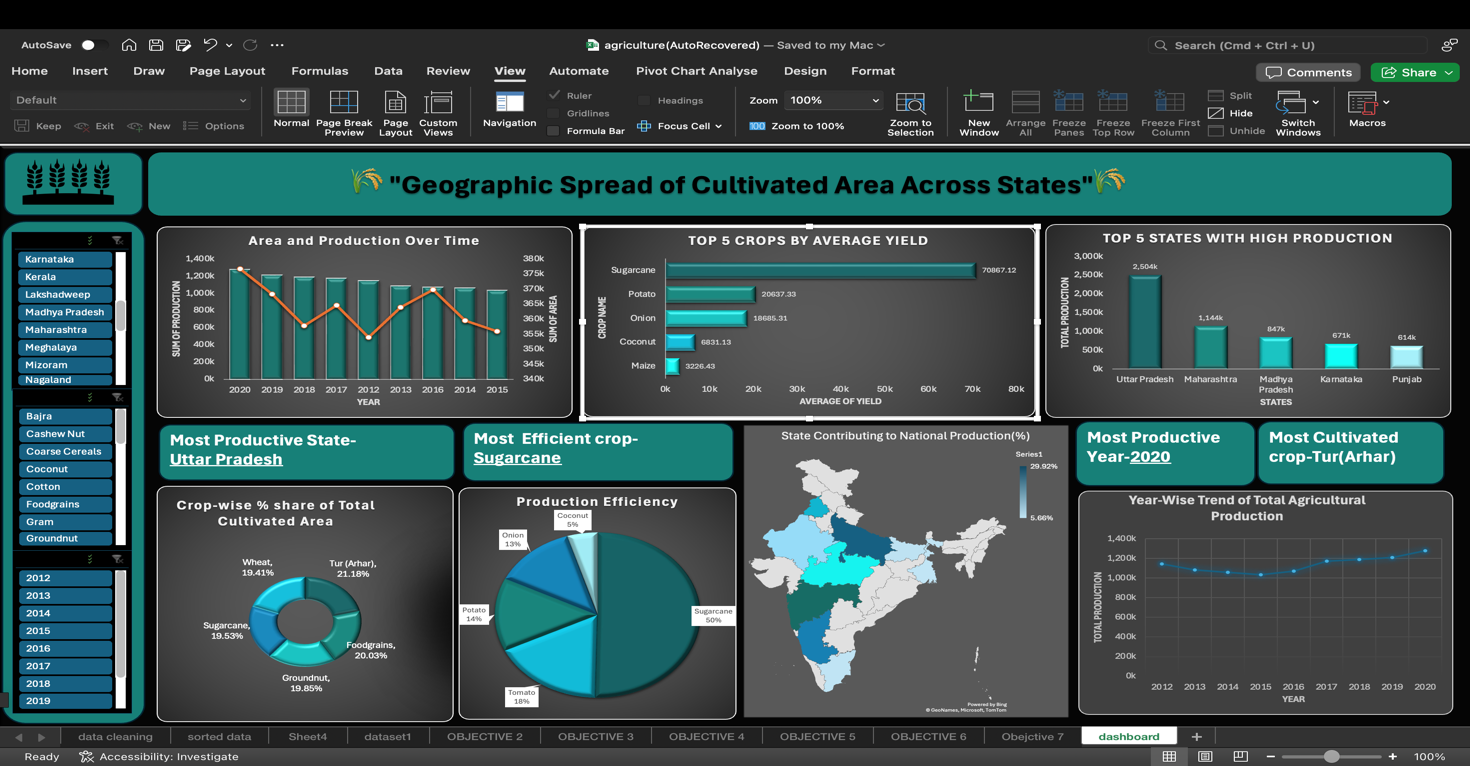 AutoSave
agriculture(AutoRecovered) — Saved to my Mac
Search (Cmd + Ctrl + U)
Home Insert Draw Page Layout Formulas Data Review View Automate Pivot Chart Analyse Design Format
Comments Share
Default
Keep Exit New Options
Normal
Page Break Preview
Page Layout
Custom Views
Navigation
Ruler
Gridlines
Formula Bar
Headings
Focus Cell
Zoom 100%
100 Zoom to 100%
Zoom to Selection
New Window
Arrange All
Freeze Panes
Freeze Top Row
Freeze First Column
Split
Hide
Unhide
Switch Windows
Macros
"Geographic Spread of Cultivated Area Across States"
Karnataka
Kerala
Lakshadweep
Madhya Pradesh
Maharashtra
Meghalaya
Mizoram
Nagaland
Bajra
Cashew Nut
Coarse Cereals
Coconut
Cotton
Foodgrains
Gram
Groundnut
2012
2013
2014
2015
2016
2017
2018
2019
Area and Production Over Time
SUM OF PRODUCTION
1,400k
1,200k
1,000k
800k
600k
400k
200k
0k
380k
375k
370k
365k
360k
355k
350k
345k
340k
SUM OF AREA
2020 2019 2018 2017 2012 2013 2016 2014 2015
YEAR
TOP 5 CROPS BY AVERAGE YIELD
CROP NAME
Sugarcane 70867.12
Potato 20637.33
Onion 18685.31
Coconut 6831.13
Maize 3226.43
0k 10k 20k 30k 40k 50k 60k 70k 80k
AVERAGE OF YIELD
TOP 5 STATES WITH HIGH PRODUCTION
TOTAL PRODUCTION
3,000k
2,500k
2,000k
1,500k
1,000k
500k
0k
2,504k
1,144k
847k
671k
614k
Uttar Pradesh Maharashtra Madhya Pradesh Karnataka Punjab
STATES
Most Productive State-
Uttar Pradesh
Most Efficient crop-
Sugarcane
Most Productive
Year-2020
Most Cultivated
crop-Tur(Arhar)
Crop-wise % share of Total
Cultivated Area
Wheat,
19.41%
Tur (Arhar),
21.18%
Sugarcane,
19.53%
Foodgrains,
20.03%
Groundnut,
19.85%
Production Efficiency
Coconut
5%
Onion
13%
Potato
14%
Sugarcane
50%
Tomato
18%
State Contributing to National Production(%)
Series1
29.92%
5.66%
Powered by Bing
© GeoNames, Microsoft, TomTom
Year-Wise Trend of Total Agricultural
Production
TOTAL PRODUCTION
1,400k
1,200k
1,000k
800k
600k
400k
200k
0k
2012 2013 2014 2015 2016 2017 2018 2019 2020
YEAR
data cleaning sorted data Sheet4 dataset1 OBJECTIVE 2 OBJECTIVE 3 OBJECTIVE 4 OBJECTIVE 5 OBJECTIVE 6 Obejctive 7 dashboard
Ready Accessibility: Investigate
100%